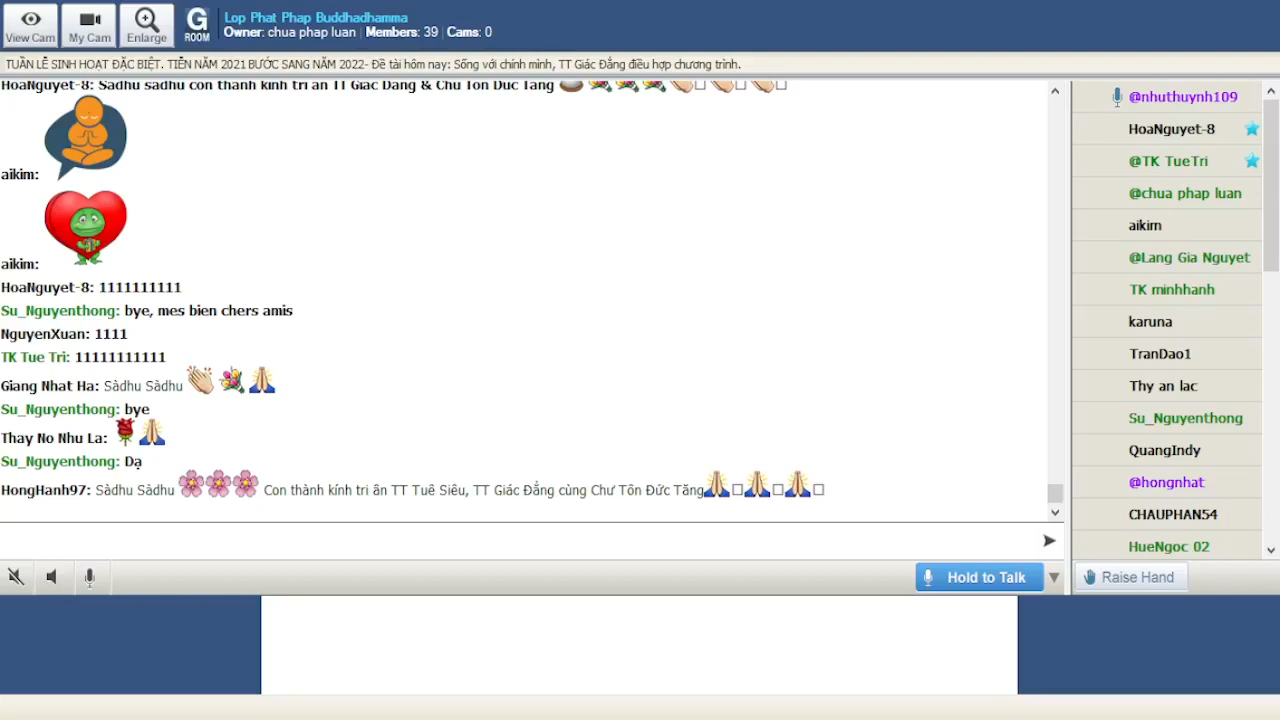 View Cam
My Cam
Enlarge
G
ROOM
Lop Phat Phap Buddhadhamma
Owner: chua phap luan | Members: 39 | Cams: 0
TUẦN LỄ SINH HOẠT ĐẶC BIỆT. TIỄN NĂM 2021 BƯỚC SANG NĂM 2022- Đề tài hôm nay: Sống với chính mình, TT Giác Đẳng điều hợp chương trình.
HoaNguyet-8: Sadhu sadhu con thanh kinh tri an TT Giac Dang & Chu Ton Duc Tang
aikim:
aikim:
HoaNguyet-8: 1111111111
Su_Nguyenthong: bye, mes bien chers amis
NguyenXuan: 1111
TK Tue Tri: 11111111111
Giang Nhat Ha: Sàdhu Sàdhu
Su_Nguyenthong: bye
Thay No Nhu La:
Su_Nguyenthong: Dạ
HongHanh97: Sàdhu Sàdhu Con thành kính tri ân TT Tuê Siêu, TT Giác Đẳng cùng Chư Tôn Đức Tăng
Hold to Talk
@nhuthuynh109
HoaNguyet-8
@TK TueTri
@chua phap luan
aikim
@Lang Gia Nguyet
TK minhhanh
karuna
TranDao1
Thy an lac
Su_Nguyenthong
QuangIndy
@hongnhat
CHAUPHAN54
HueNgoc 02
Raise Hand